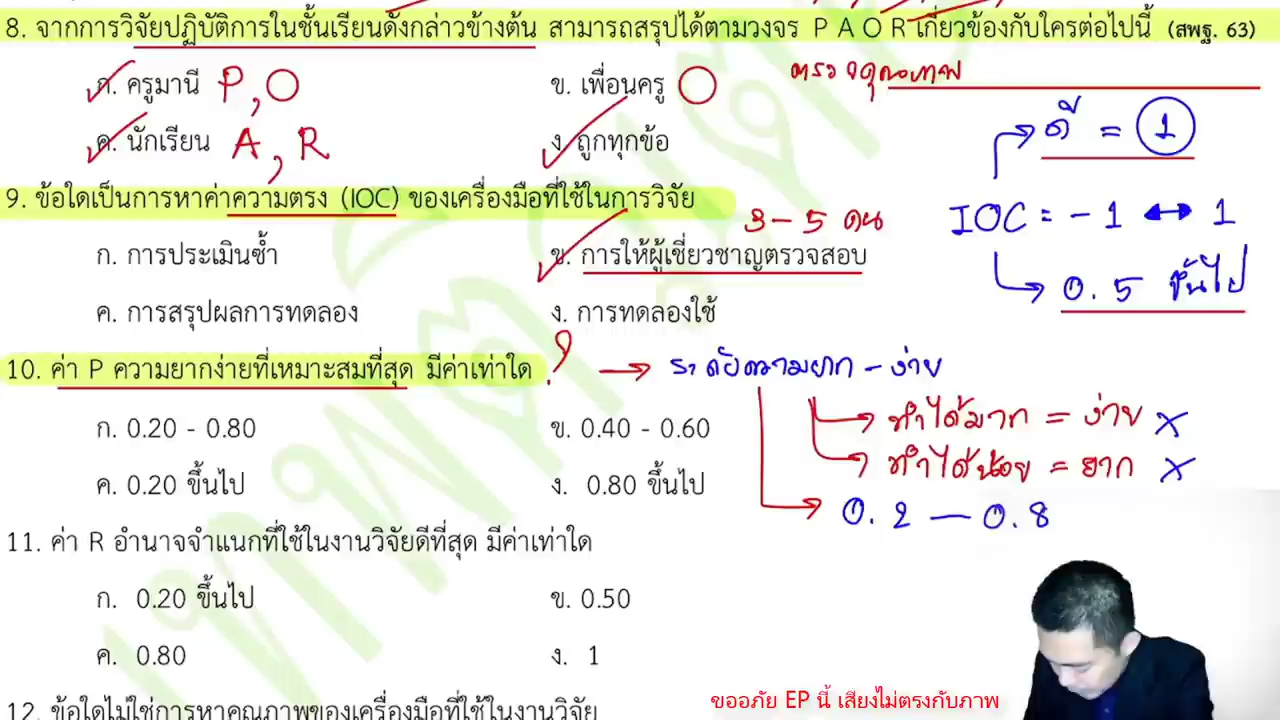 8. จากการวิจัยปฏิบัติการในชั้นเรียนดังกล่าวข้างต้น สามารถสรุปได้ตามวงจร P A O R เกี่ยวข้องกับใครต่อไปนี้ (สพฐ. 63)
ก. ครูมานี P, O
ข. เพื่อนครู O
ตรวจคุณภาพ
ค. นักเรียน A, R
ง ถูกทุกข้อ
ดี = 1
9. ข้อใดเป็นการหาค่าความตรง (IOC) ของเครื่องมือที่ใช้ในการวิจัย
3 - 5 คน
IOC = -1 ↔ 1
ก. การประเมินซ้ำ
ข. การให้ผู้เชี่ยวชาญตรวจสอบ
0.5 ขึ้นไป
ค. การสรุปผลการทดลอง
ง. การทดลองใช้
10. ค่า P ความยากง่ายที่เหมาะสมที่สุด มีค่าเท่าใด ? → ระดับความยาก - ง่าย
ก. 0.20 - 0.80
ข. 0.40 - 0.60
ทำได้มาก = ง่าย ×
ทำได้น้อย = ยาก ×
ค. 0.20 ขึ้นไป
ง. 0.80 ขึ้นไป
0.2 — 0.8
11. ค่า R อำนาจจำแนกที่ใช้ในงานวิจัยดีที่สุด มีค่าเท่าใด
ก. 0.20 ขึ้นไป
ข. 0.50
ค. 0.80
ง. 1
12. ข้อใดไม่ใช่การหาคุณภาพของเครื่องมือที่ใช้ในงานวิจัย
ขออภัย EP นี้ เสียงไม่ตรงกับภาพ